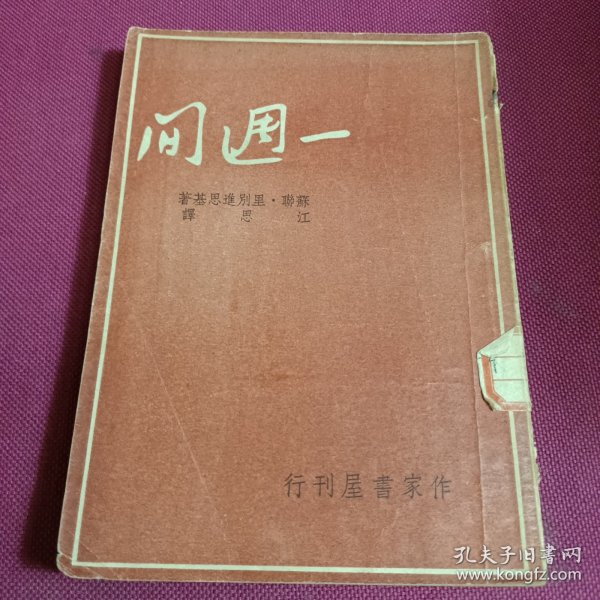 一週間
蘇聯·里別進思基著
江思譯
作家書屋刊行
孔夫子旧书网
www.kongfz.com